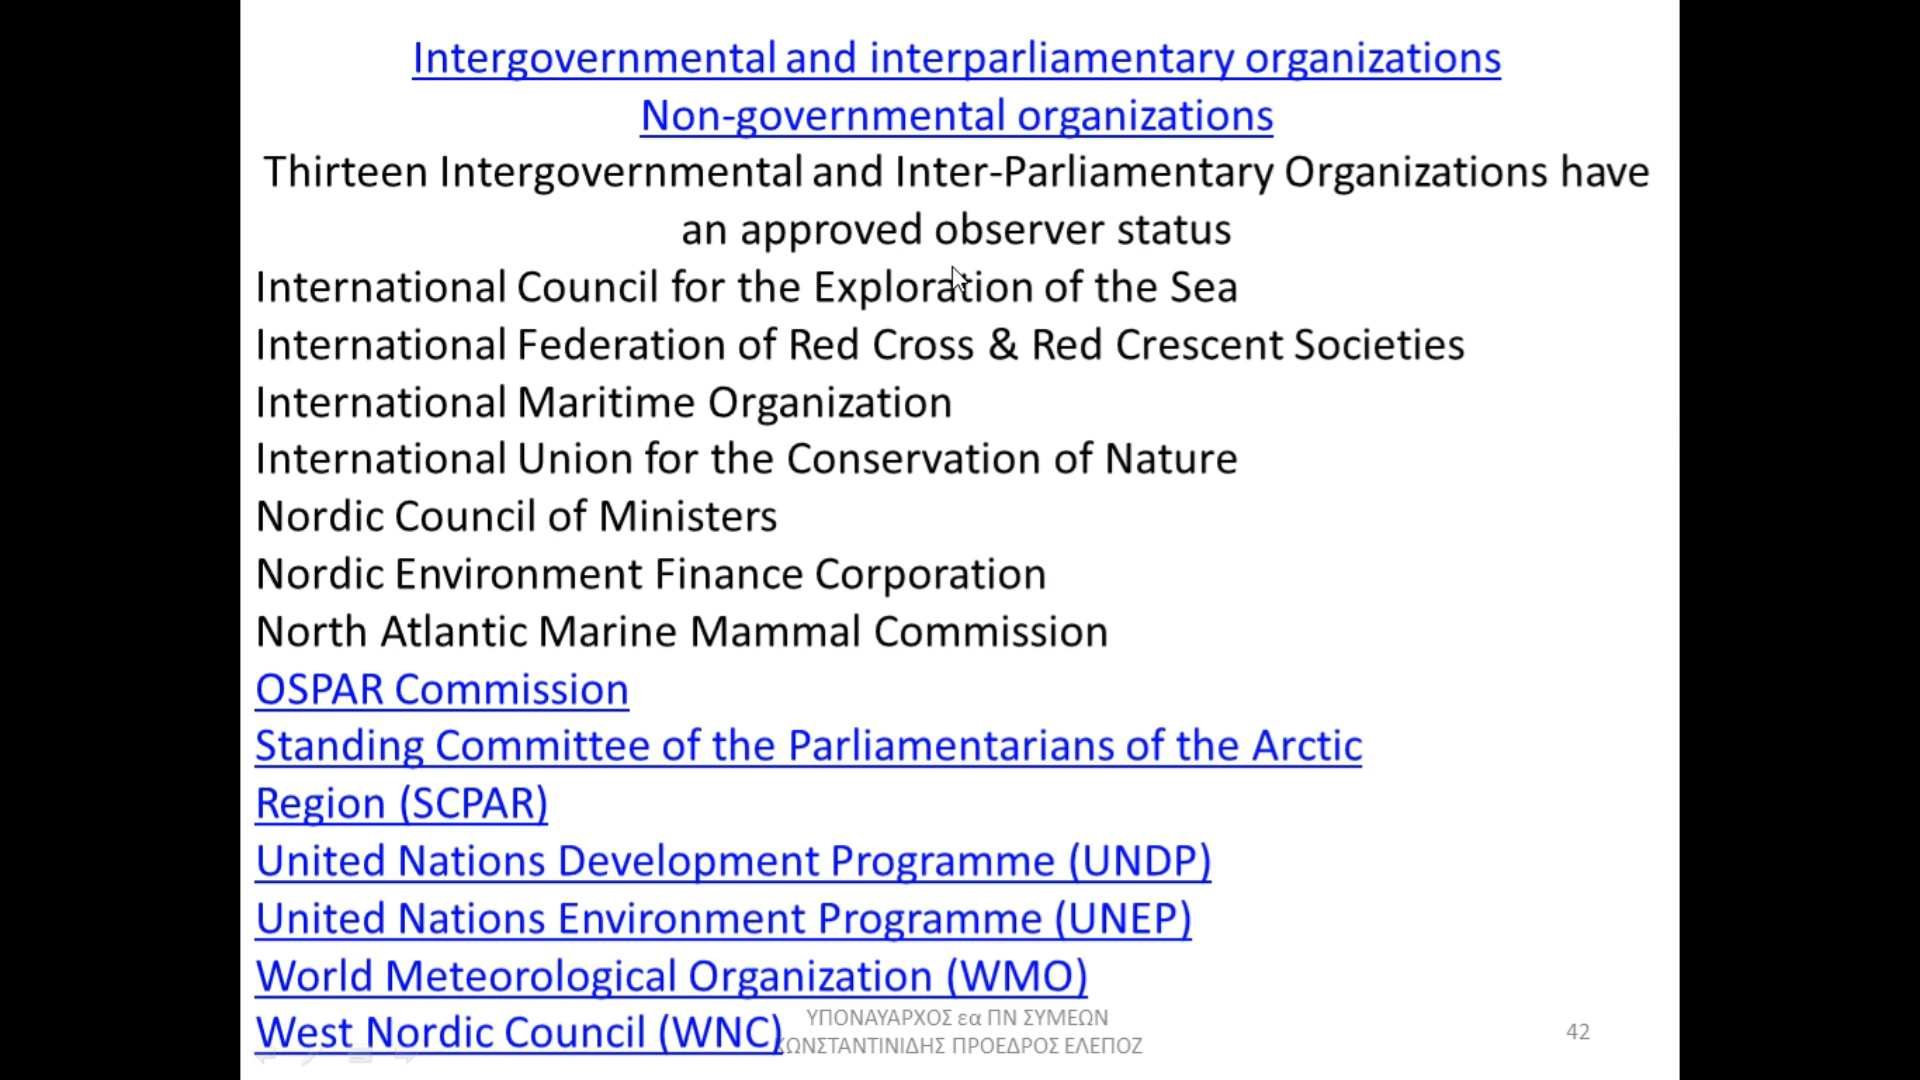 Intergovernmental and interparliamentary organizations
Non-governmental organizations
Thirteen Intergovernmental and Inter-Parliamentary Organizations have
an approved observer status
International Council for the Exploration of the Sea
International Federation of Red Cross & Red Crescent Societies
International Maritime Organization
International Union for the Conservation of Nature
Nordic Council of Ministers
Nordic Environment Finance Corporation
North Atlantic Marine Mammal Commission
OSPAR Commission
Standing Committee of the Parliamentarians of the Arctic
Region (SCPAR)
United Nations Development Programme (UNDP)
United Nations Environment Programme (UNEP)
World Meteorological Organization (WMO)
West Nordic Council (WNC)
ΥΠΟΝΑΥΑΡΧΟΣ εα ΠΝ ΣΥΜΕΩΝ
ΚΩΝΣΤΑΝΤΙΝΙΔΗΣ ΠΡΟΕΔΡΟΣ ΕΛΕΠΟΖ
42